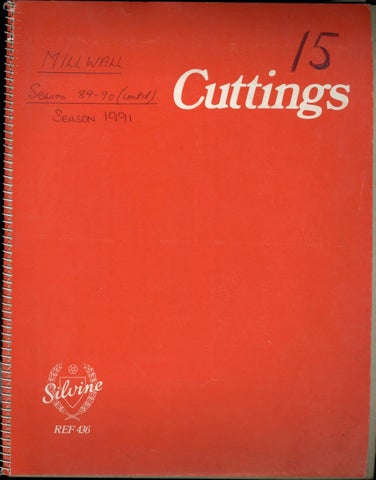 15
MILLWALL
Season 89-90 (contd)
SEASON 1991
Cuttings
Silvine
REF 436